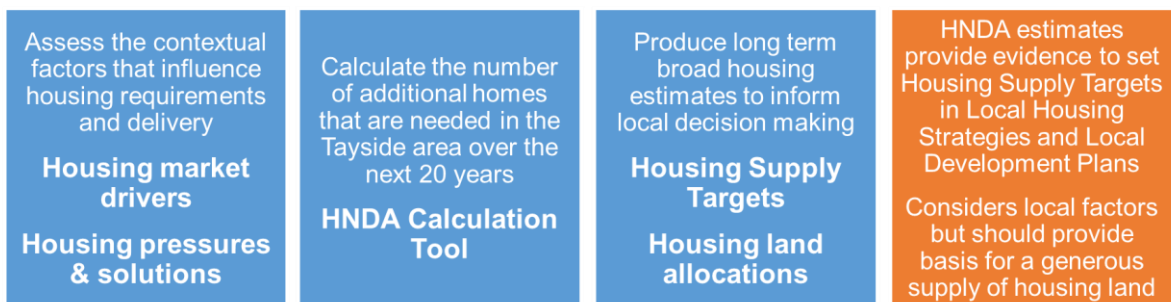 Assess the contextual
factors that influence
housing requirements
and delivery
Housing market
drivers
Housing pressures
& solutions
Calculate the number
of additional homes
that are needed in the
Tayside area over the
next 20 years
HNDA Calculation
Tool
Produce long term
broad housing
estimates to inform
local decision making
Housing Supply
Targets
Housing land
allocations
HNDA estimates
provide evidence to set
Housing Supply Targets
in Local Housing
Strategies and Local
Development Plans
Considers local factors
but should provide
basis for a generous
supply of housing land